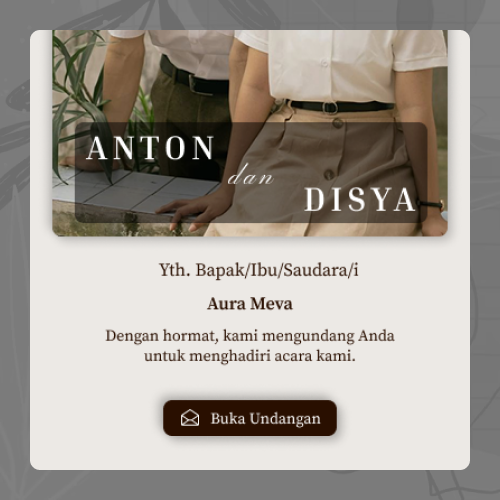 ANTON
dan
DISYA
Yth. Bapak/Ibu/Saudara/i
Aura Meva
Dengan hormat, kami mengundang Anda
untuk menghadiri acara kami.
Buka Undangan